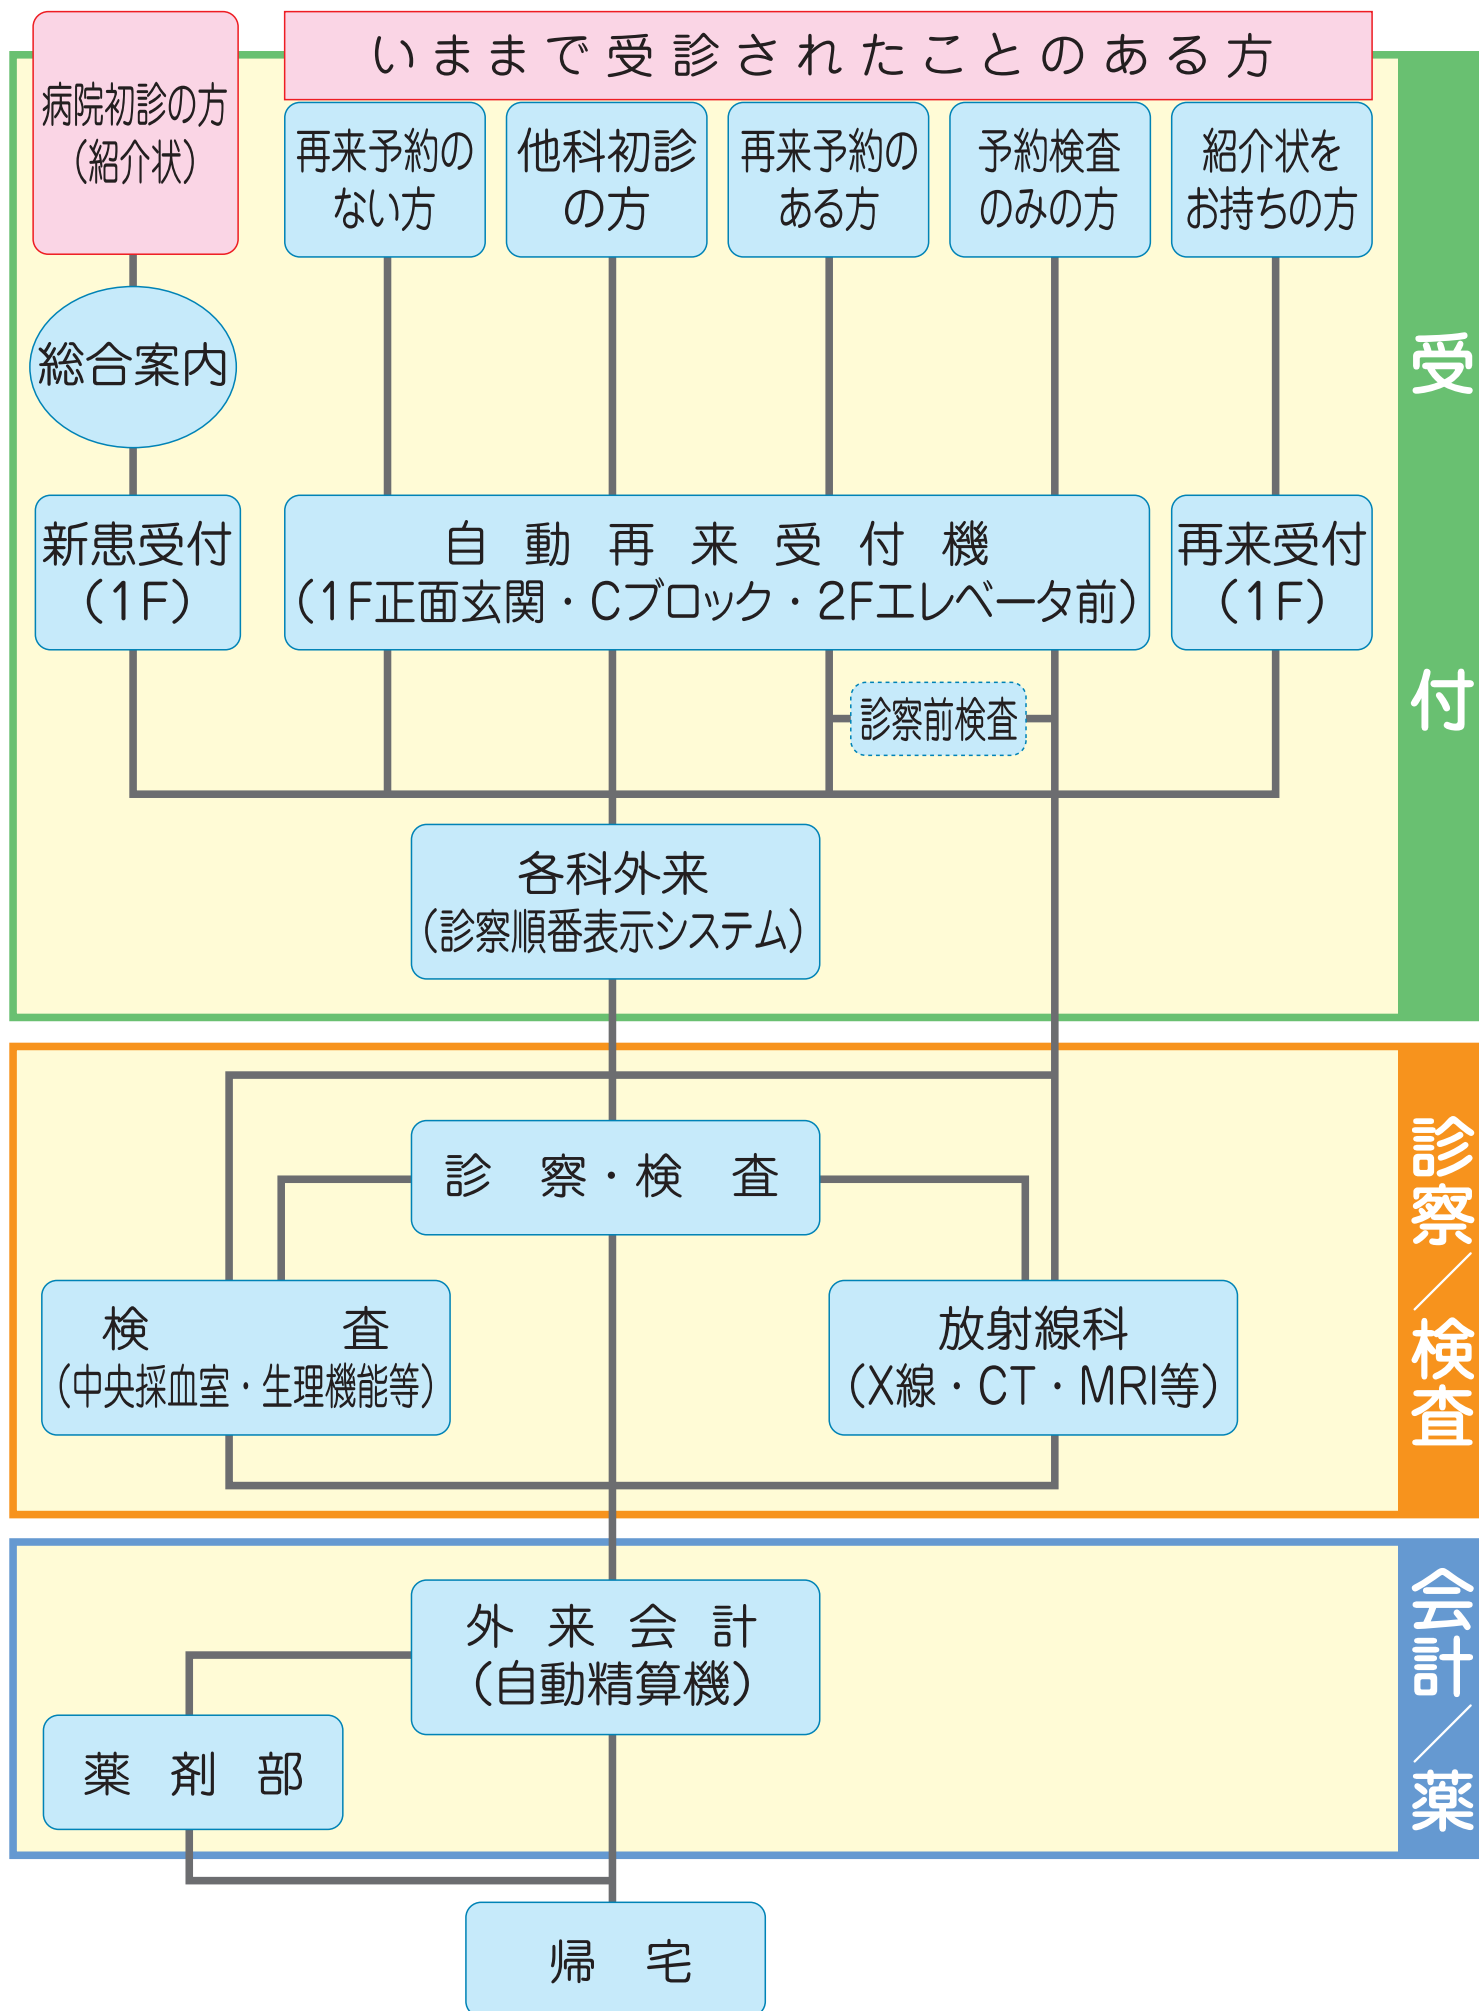 病院初診の方
(紹介状)
いままで受診されたことのある方
再来予約の
ない方
他科初診
の方
再来予約の
ある方
予約検査
のみの方
紹介状を
お持ちの方
総合案内
新患受付
(1F)
自動再来受付機
(1F正面玄関・Cブロック・2Fエレベータ前)
再来受付
(1F)
診察前検査
各科外来
(診察順番表示システム)
受付
診察・検査
検査
(中央採血室・生理機能等)
放射線科
(X線・CT・MRI等)
診察/検査
外来会計
(自動精算機)
薬剤部
会計/薬
帰宅